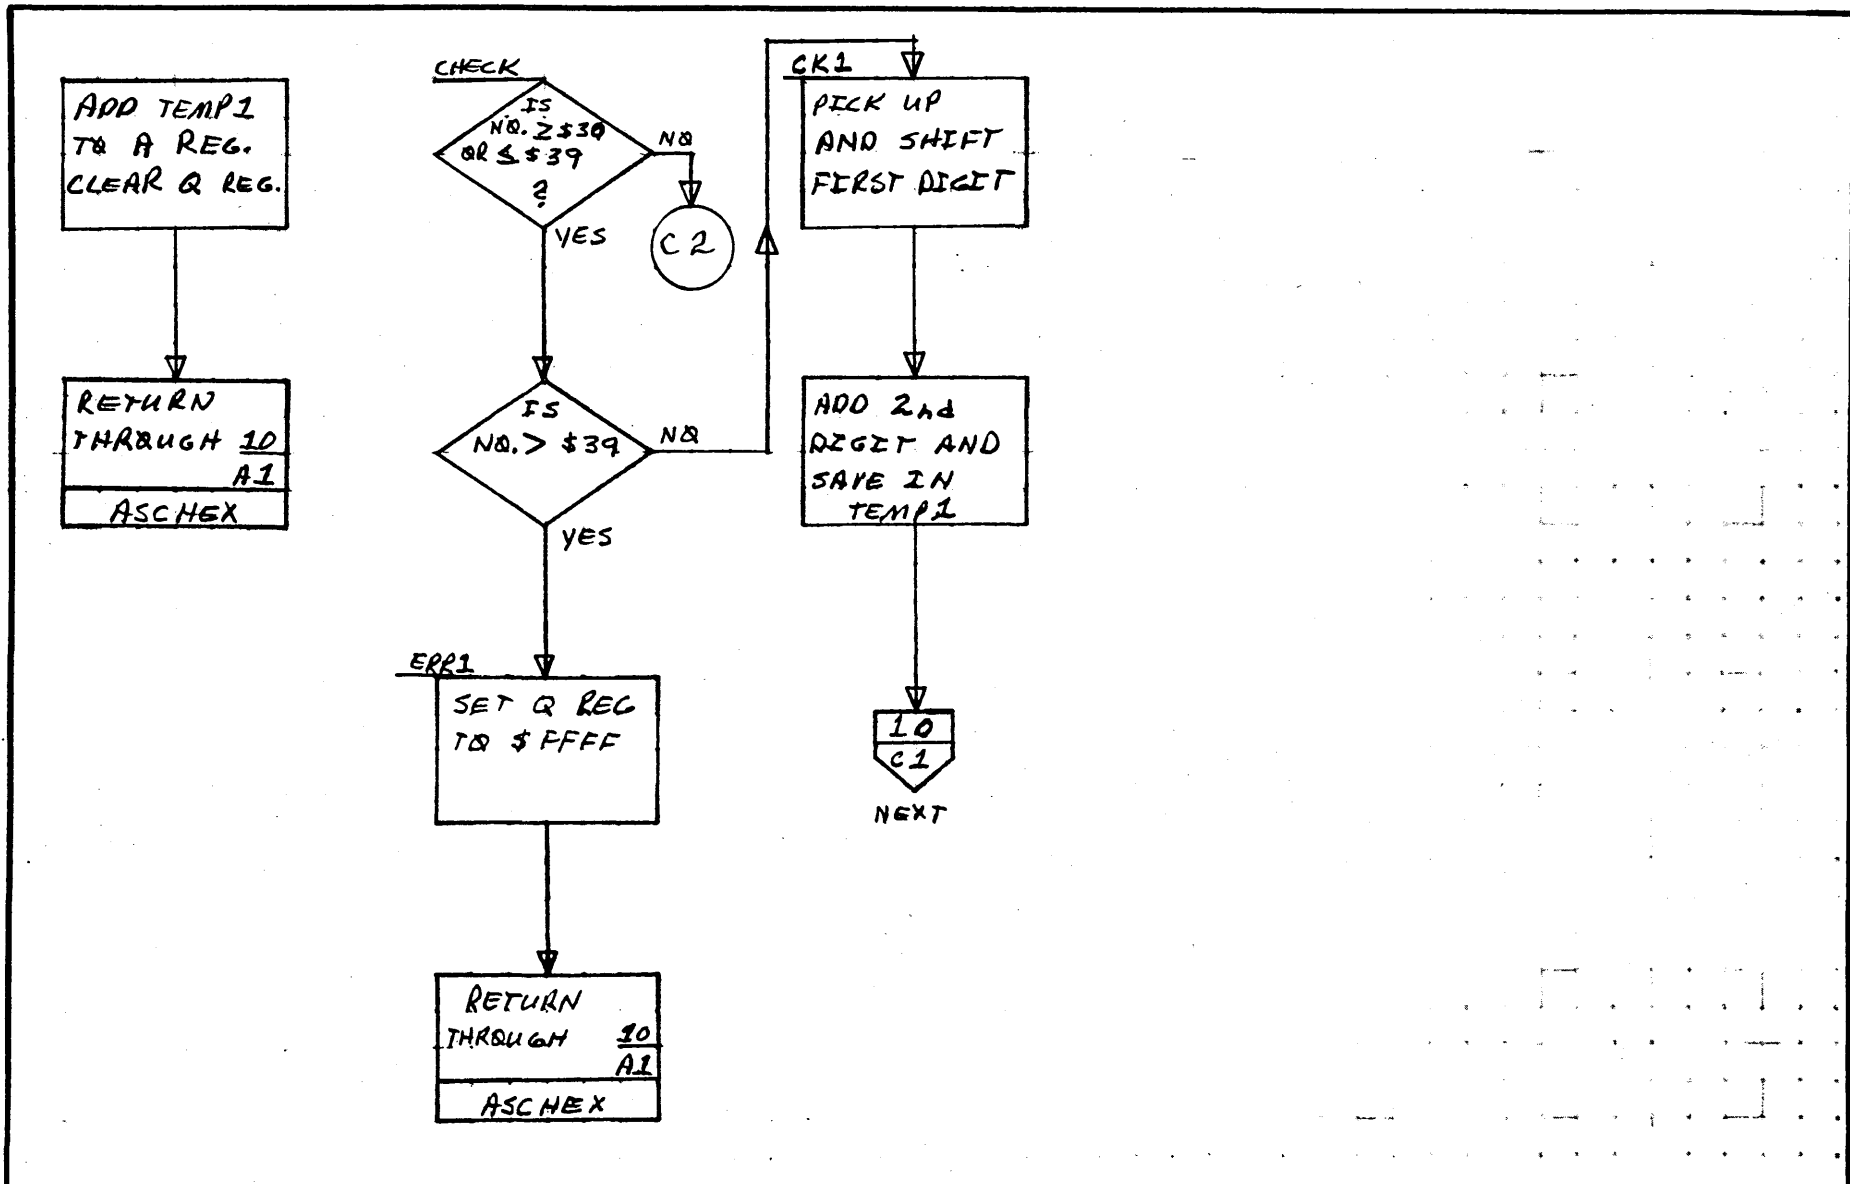 ADD TEMP1
TO A REG.
CLEAR Q REG.
RETURN
THROUGH 10
A1
ASCHEX
CHECK
IS
NO. ≥ $30
OR ≤ $39
?
NO
YES
C2
IS
NO. > $39
NO
YES
ERR1
SET Q REG
TO $FFFF
RETURN
THROUGH 10
A1
ASCHEX
CK1
PICK UP
AND SHIFT
FIRST DIGIT
ADD 2nd
DIGIT AND
SAVE IN
TEMP1
10
C1
NEXT